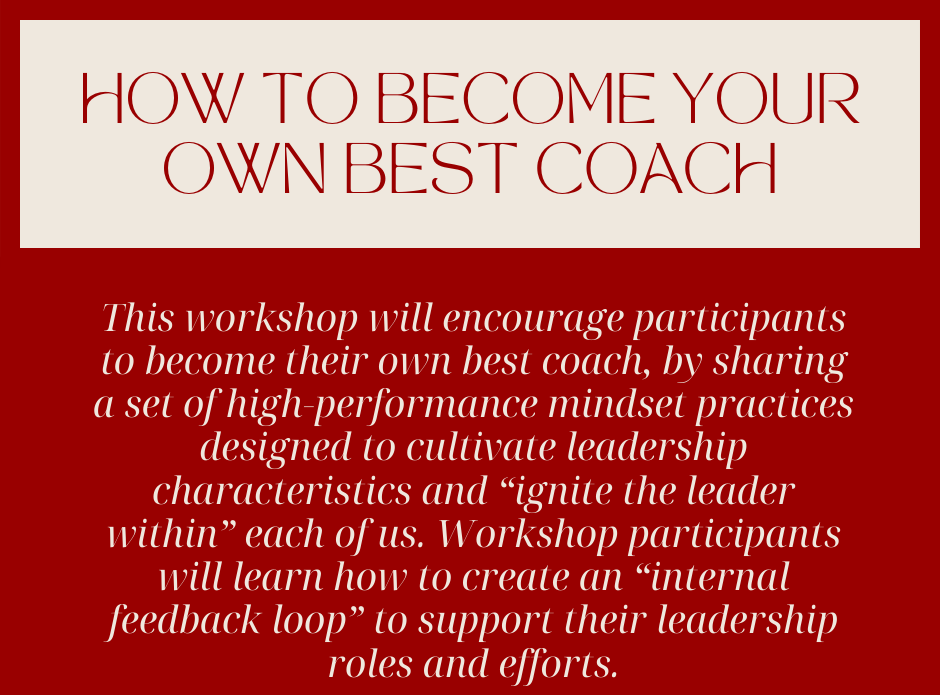 HOW TO BECOME YOUR
OWN BEST COACH
This workshop will encourage participants
to become their own best coach, by sharing
a set of high-performance mindset practices
designed to cultivate leadership
characteristics and “ignite the leader
within” each of us. Workshop participants
will learn how to create an “internal
feedback loop” to support their leadership
roles and efforts.